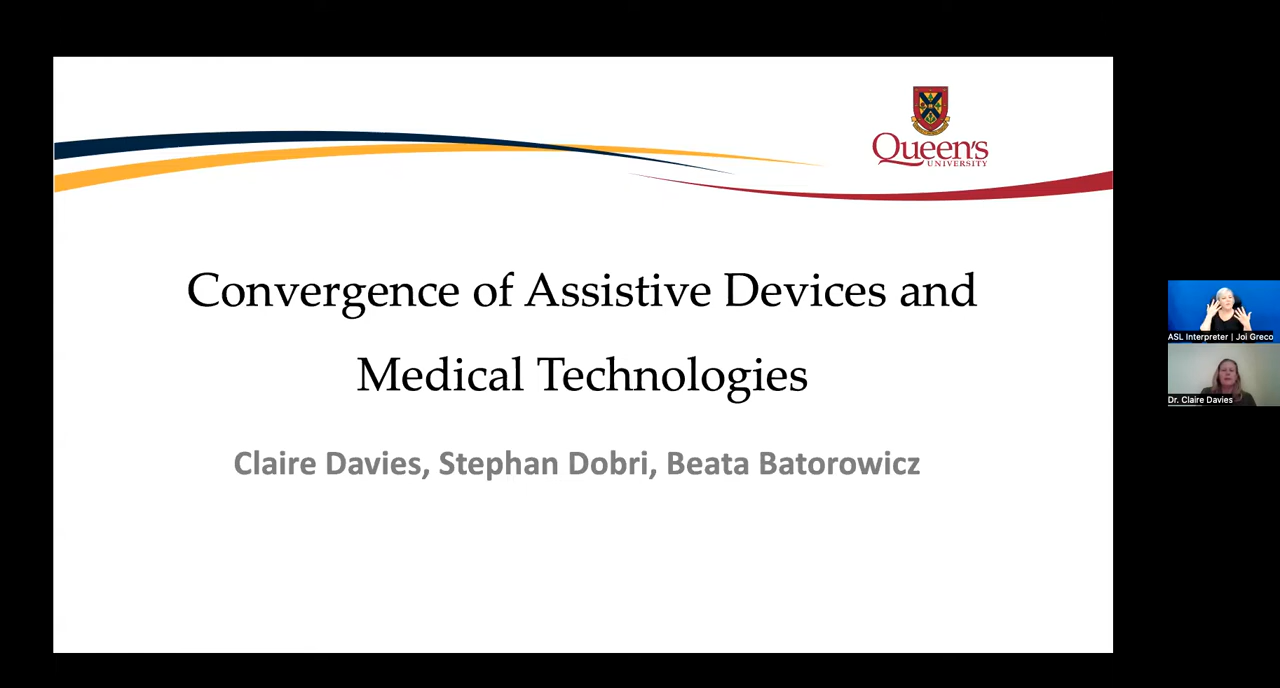 Queen's
UNIVERSITY
Convergence of Assistive Devices and
Medical Technologies
Claire Davies, Stephan Dobri, Beata Batorowicz
ASL Interpreter | Joi Greco
Dr. Claire Davies